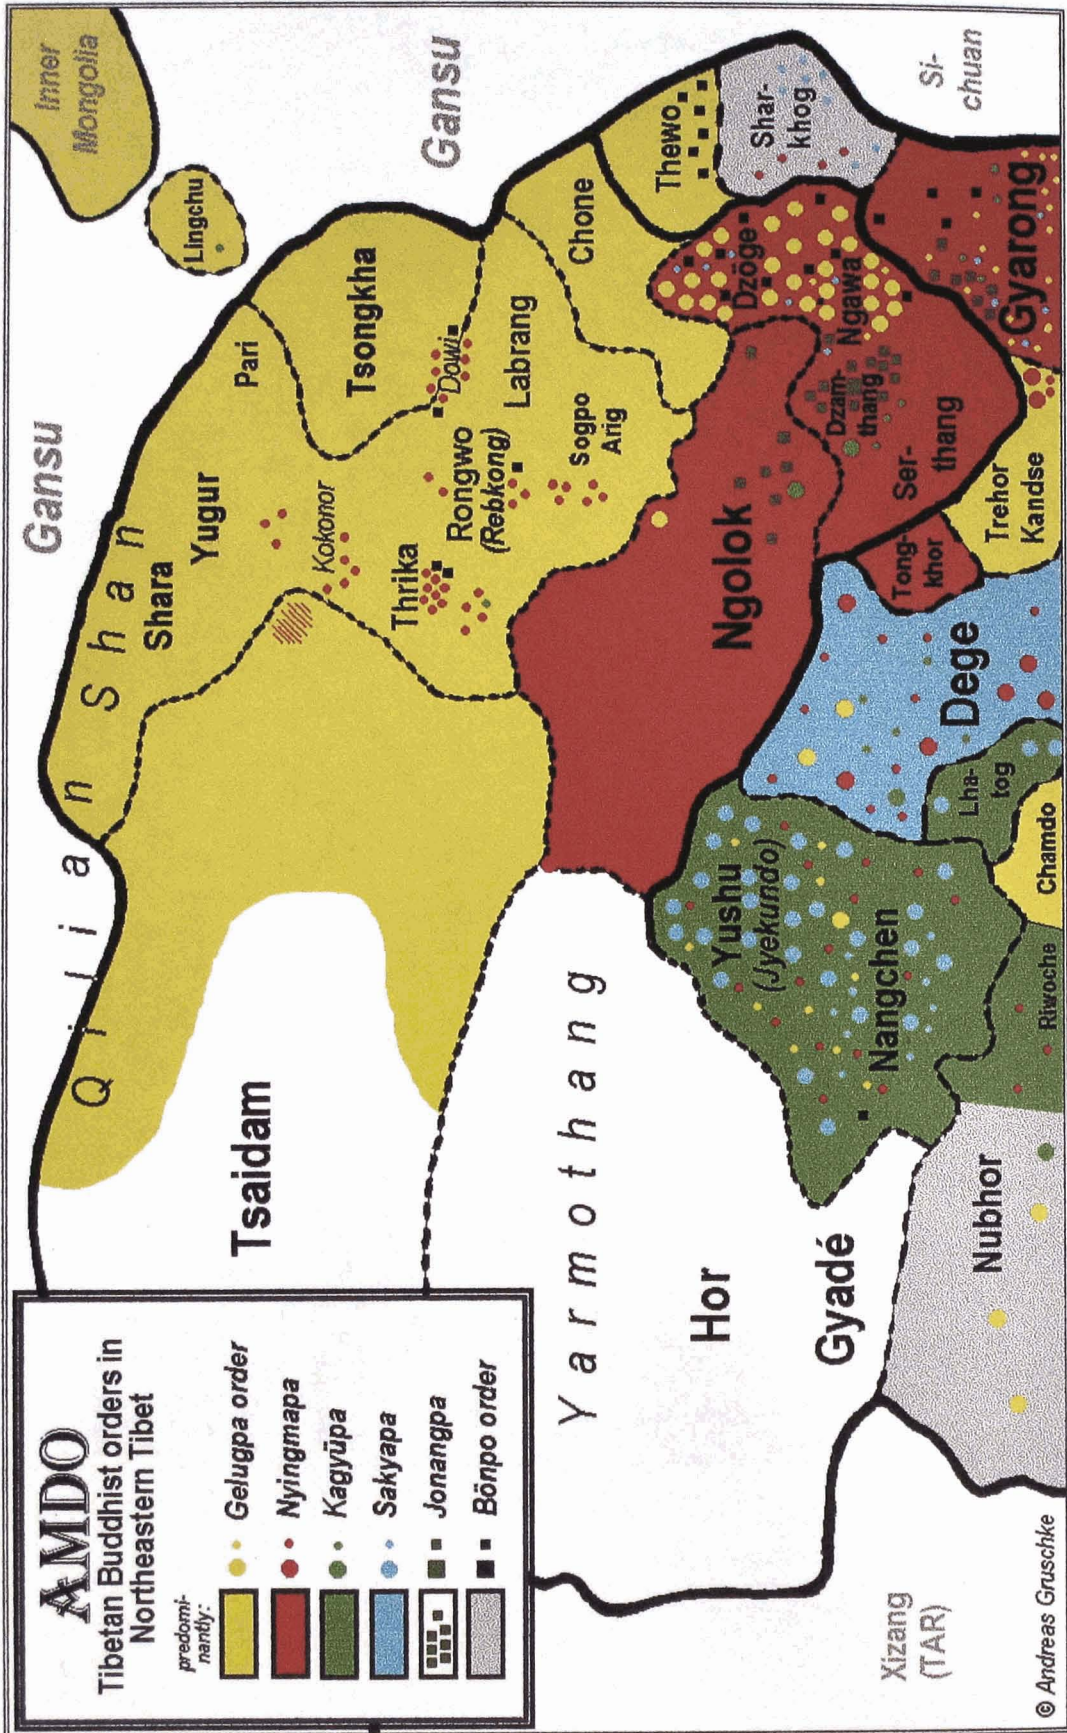 AMDO
Tibetan Buddhist orders in
Northeastern Tibet
predomi-
nantly:
Gelugpa order
Nyingmapa
Kagyüpa
Sakyapa
Jonangpa
Bönpo order
Gansu
Inner
Mongolia
Q i l i a n S h a n
Lingchu
Shara
Yugur
Pari
Gansu
Tsongkha
Kokonor
Tsaidam
Thrika
Dowi
Rongwo
(Rebkong)
Labrang
Chone
Sogpo
Arig
Thewo
Y a r m o t h a n g
Ngolok
Dzöge
Shar-
khog
Hor
Yushu
(Jyekundo)
Ngawa
Dzam-
thang
Gyadé
Nangchen
Ser-
thang
Tong-
khor
Dege
Si-
chuan
Gyarong
Trehor
Kandse
Lha-
tog
Nubhor
Riwoche
Chamdo
Xizang
(TAR)
© Andreas Gruschke